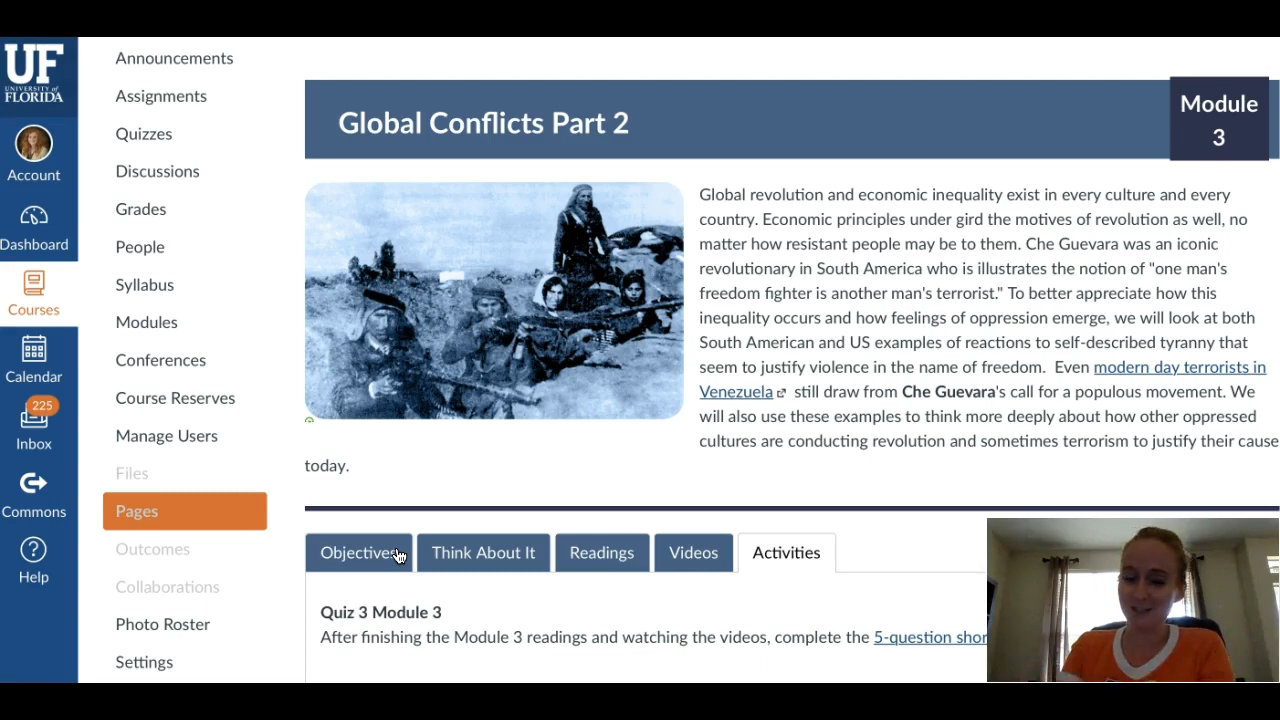 UF
UNIVERSITY of
FLORIDA
Account
Dashboard
Courses
Calendar
225
Inbox
Commons
Help
Announcements
Assignments
Quizzes
Discussions
Grades
People
Syllabus
Modules
Conferences
Course Reserves
Manage Users
Files
Pages
Outcomes
Collaborations
Photo Roster
Settings
Global Conflicts Part 2
Module
3
Global revolution and economic inequality exist in every culture and every
country. Economic principles under gird the motives of revolution as well, no
matter how resistant people may be to them. Che Guevara was an iconic
revolutionary in South America who is illustrates the notion of "one man's
freedom fighter is another man's terrorist." To better appreciate how this
inequality occurs and how feelings of oppression emerge, we will look at both
South American and US examples of reactions to self-described tyranny that
seem to justify violence in the name of freedom. Even modern day terrorists in
Venezuela still draw from Che Guevara's call for a populous movement. We
will also use these examples to think more deeply about how other oppressed
cultures are conducting revolution and sometimes terrorism to justify their cause
today.
Objectives
Think About It
Readings
Videos
Activities
Quiz 3 Module 3
After finishing the Module 3 readings and watching the videos, complete the 5-question shor